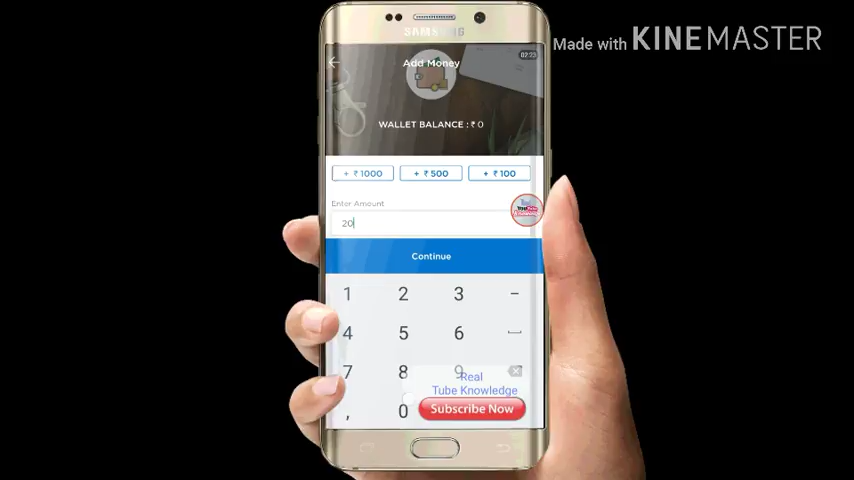 Made with KINEMASTER
SAMSUNG
02:23
Add Money
WALLET BALANCE : ₹ 0
+ ₹ 1000 + ₹ 500 + ₹ 100
Enter Amount
20
Continue
1 2 3 –
4 5 6
7 8 9
Real
Tube Knowledge
, 0
Subscribe Now